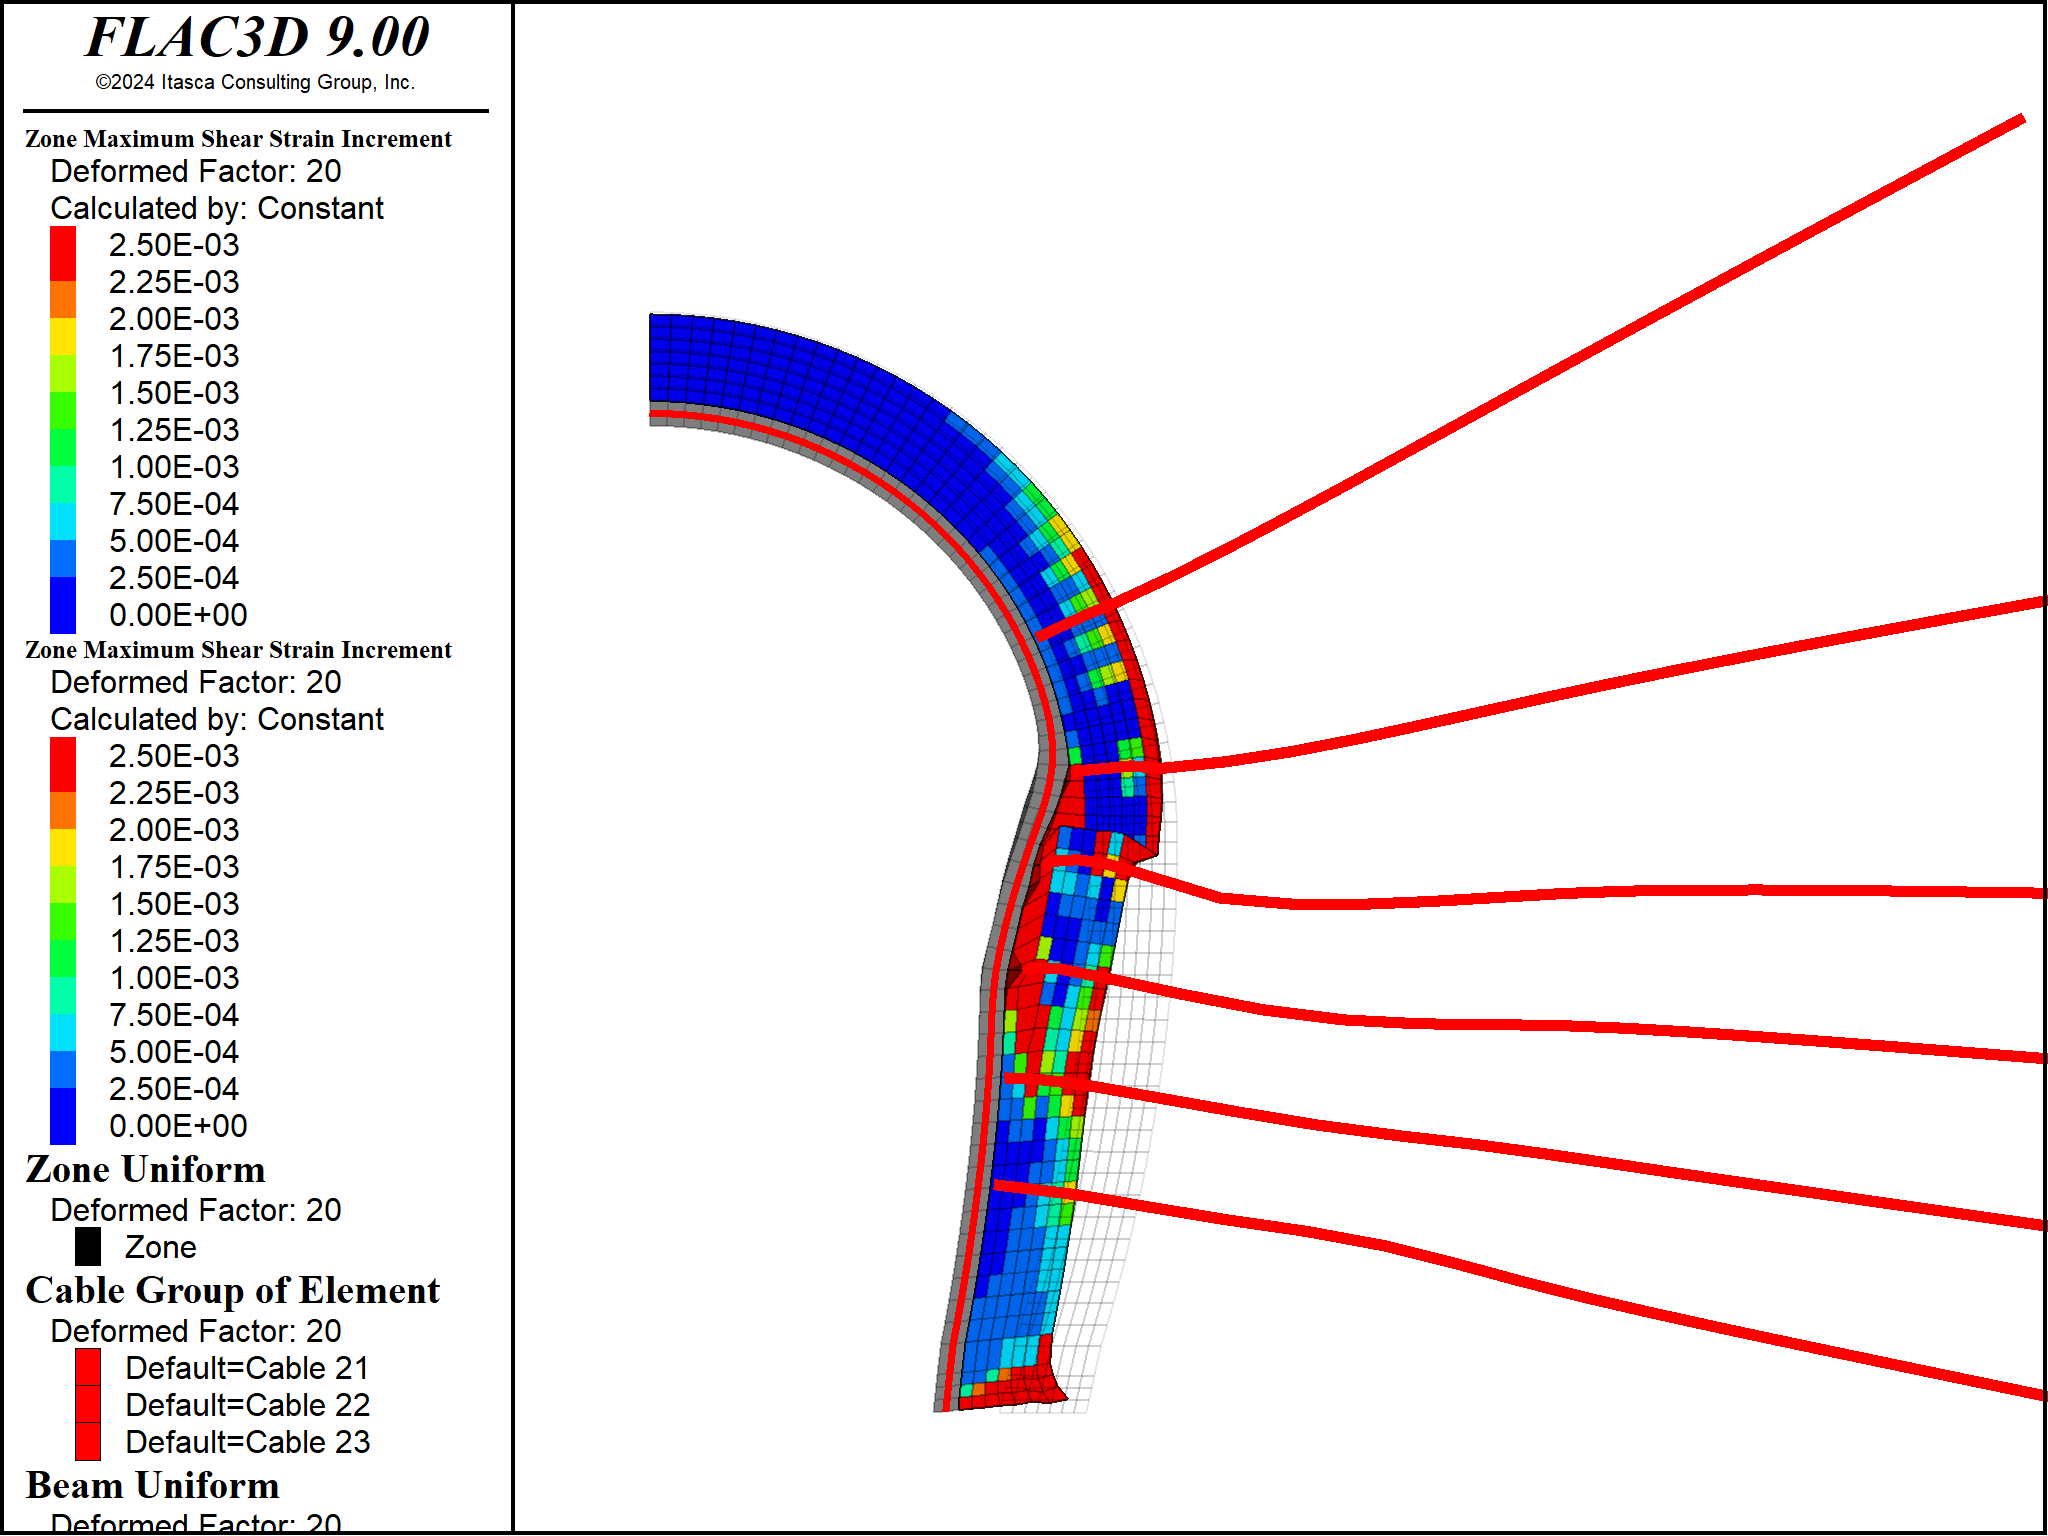 FLAC3D 9.00
©2024 Itasca Consulting Group, Inc.
Zone Maximum Shear Strain Increment
Deformed Factor: 20
Calculated by: Constant
2.50E-03
2.25E-03
2.00E-03
1.75E-03
1.50E-03
1.25E-03
1.00E-03
7.50E-04
5.00E-04
2.50E-04
0.00E+00
Zone Maximum Shear Strain Increment
Deformed Factor: 20
Calculated by: Constant
2.50E-03
2.25E-03
2.00E-03
1.75E-03
1.50E-03
1.25E-03
1.00E-03
7.50E-04
5.00E-04
2.50E-04
0.00E+00
Zone Uniform
Deformed Factor: 20
Zone
Cable Group of Element
Deformed Factor: 20
Default=Cable 21
Default=Cable 22
Default=Cable 23
Beam Uniform
Deformed Factor: 20